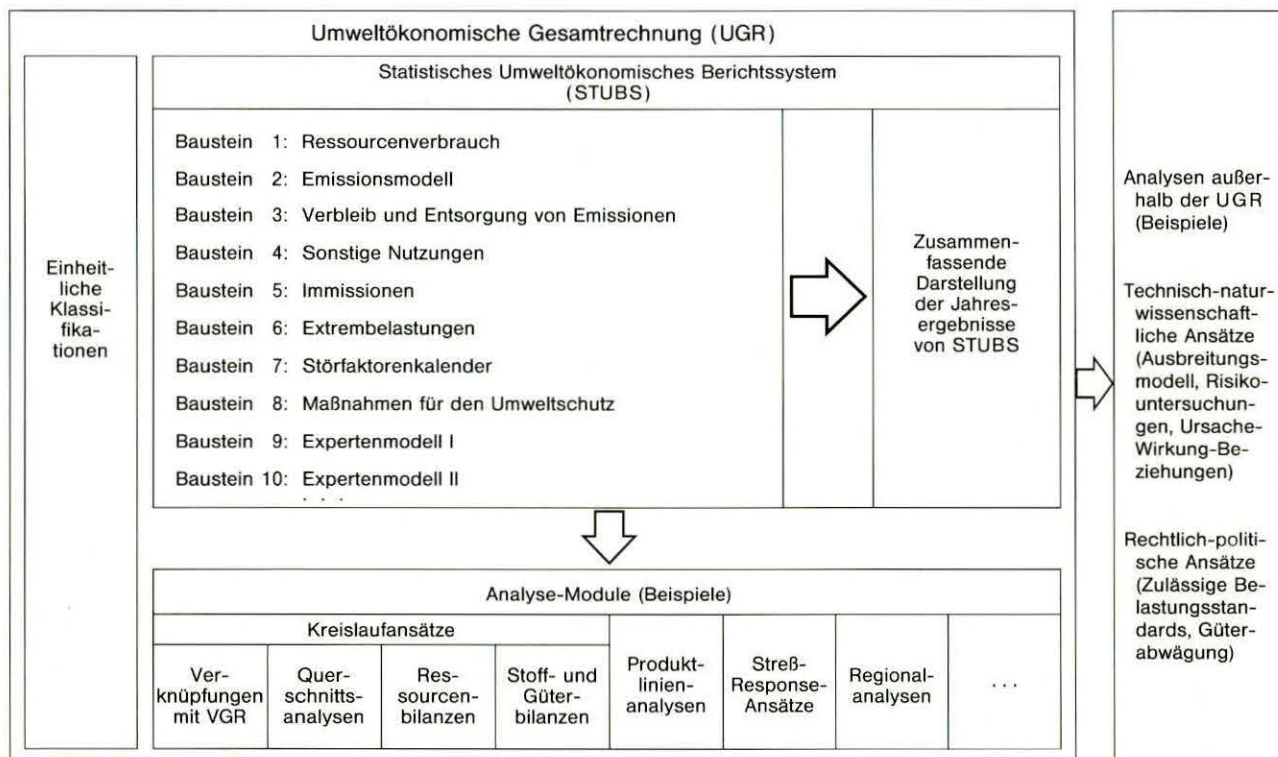 Umweltökonomische Gesamtrechnung (UGR)
Einheit-
liche
Klassi-
fika-
tionen
Statistisches Umweltökonomisches Berichtssystem
(STUBS)
Baustein 1: Ressourcenverbrauch
Baustein 2: Emissionsmodell
Baustein 3: Verbleib und Entsorgung von Emissionen
Baustein 4: Sonstige Nutzungen
Baustein 5: Immissionen
Baustein 6: Extrembelastungen
Baustein 7: Störfaktorenkalender
Baustein 8: Maßnahmen für den Umweltschutz
Baustein 9: Expertenmodell I
Baustein 10: Expertenmodell II
. . .
Zusammen-
fassende
Darstellung
der Jahres-
ergebnisse
von STUBS
Analyse-Module (Beispiele)
Kreislaufansätze
Ver-
knüpfungen
mit VGR
Quer-
schnitts-
analysen
Res-
sourcen-
bilanzen
Stoff- und
Güter-
bilanzen
Produkt-
linien-
analysen
Streß-
Response-
Ansätze
Regional-
analysen
. . .
Analysen außer-
halb der UGR
(Beispiele)
Technisch-natur-
wissenschaft-
liche Ansätze
(Ausbreitungs-
modell, Risiko-
untersuchun-
gen, Ursache-
Wirkung-Be-
ziehungen)
Rechtlich-politi-
sche Ansätze
(Zulässige Be-
lastungsstan-
dards, Güter-
abwägung)